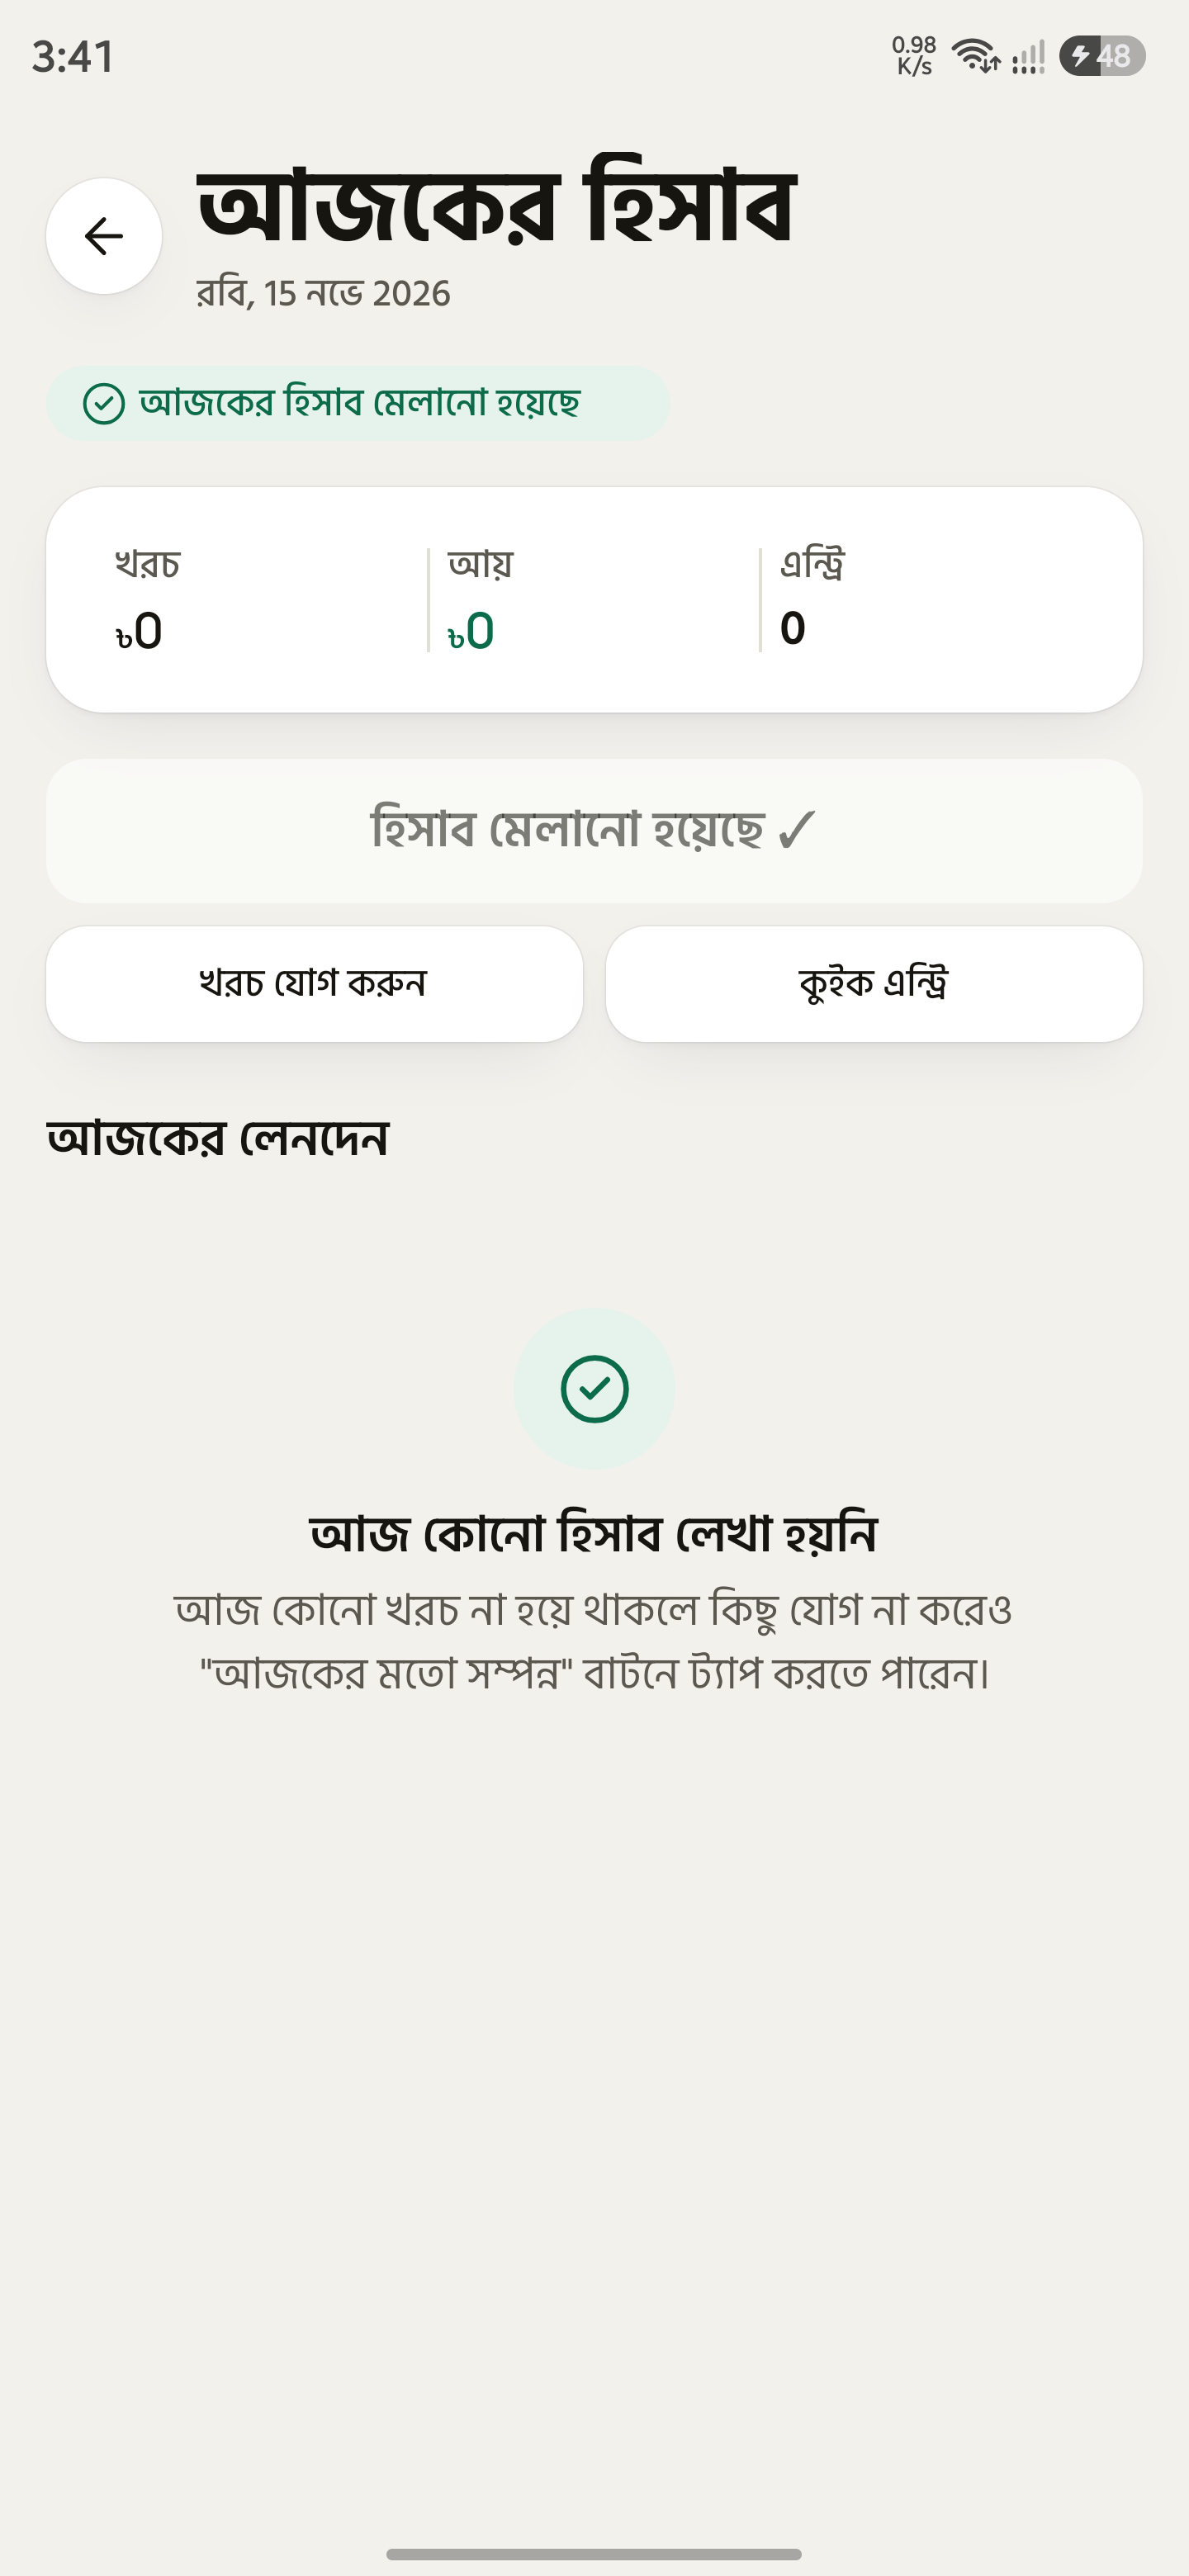 3:41
0.98
K/s
48
আজকের হিসাব
রবি, 15 নভে 2026
আজকের হিসাব মেলানো হয়েছে
খরচ
আয়
এন্ট্রি
৳0
৳0
0
হিসাব মেলানো হয়েছে ✓
খরচ যোগ করুন
কুইক এন্ট্রি
আজকের লেনদেন
আজ কোনো হিসাব লেখা হয়নি
আজ কোনো খরচ না হয়ে থাকলে কিছু যোগ না করেও
"আজকের মতো সম্পন্ন" বাটনে ট্যাপ করতে পারেন।